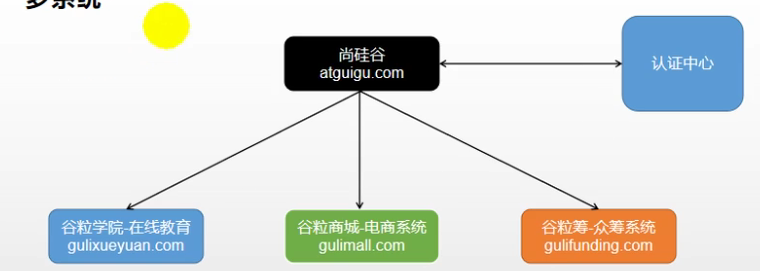 多系统
尚硅谷
atguigu.com
认证中心
谷粒学院-在线教育
gulixueyuan.com
谷粒商城-电商系统
gulimall.com
谷粒筹-众筹系统
gulifunding.com